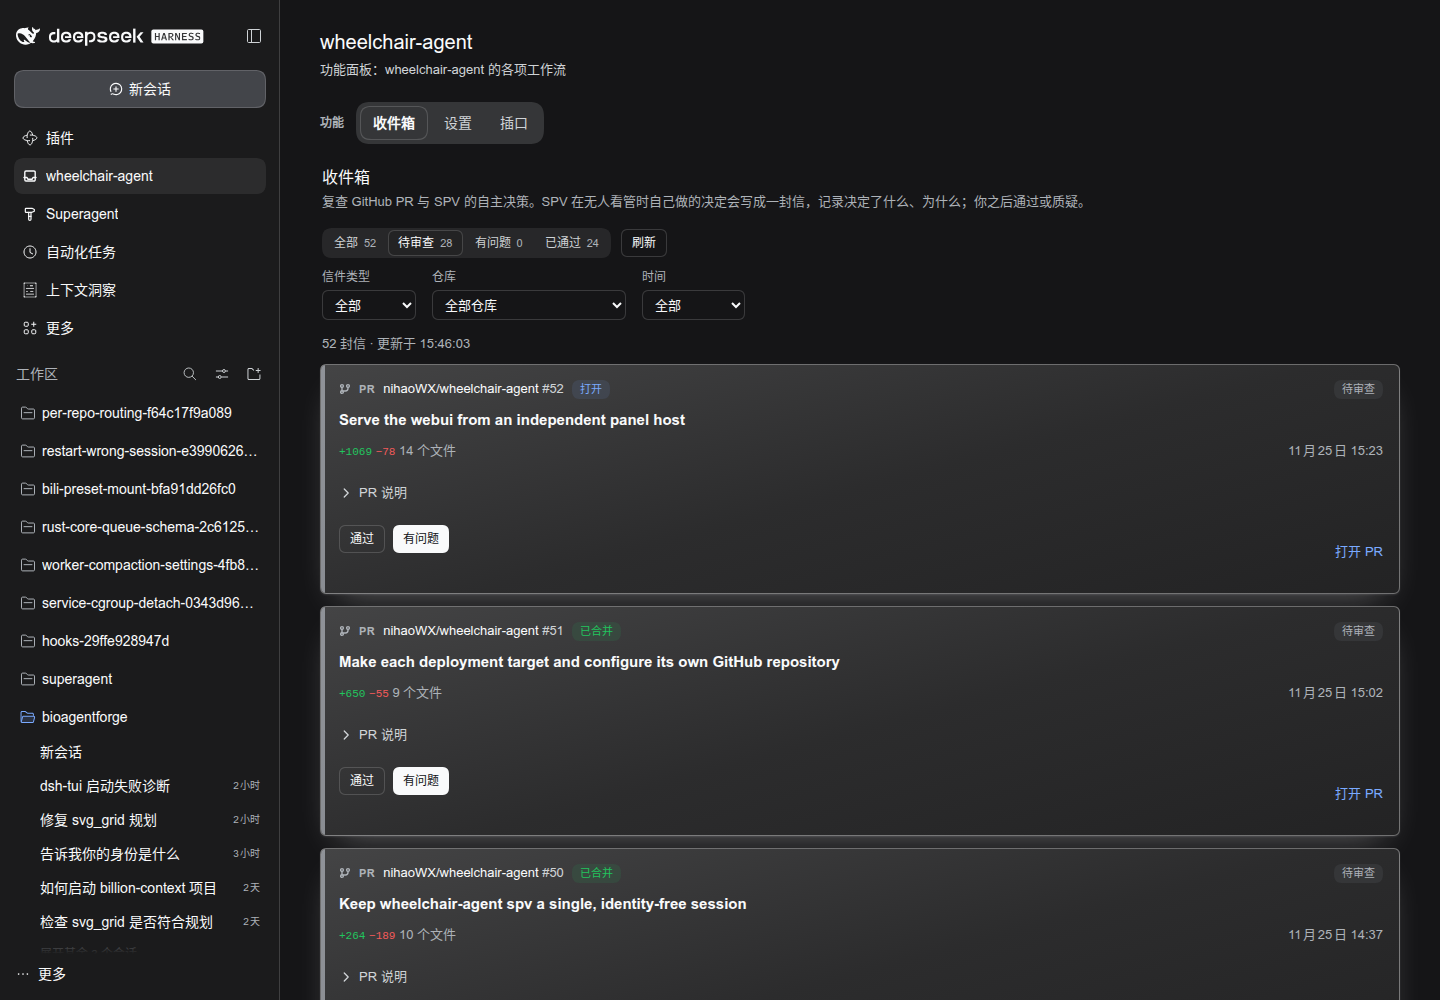 deepseek HARNESS
新会话
插件
wheelchair-agent
Superagent
自动化任务
上下文洞察
更多
工作区
per-repo-routing-f64c17f9a089
restart-wrong-session-e3990626…
bili-preset-mount-bfa91dd26fc0
rust-core-queue-schema-2c6125…
worker-compaction-settings-4fb8…
service-cgroup-detach-0343d96…
hooks-29ffe928947d
superagent
bioagentforge
新会话
dsh-tui 启动失败诊断 2小时
修复 svg_grid 规划 2小时
告诉我你的身份是什么 3小时
如何启动 billion-context 项目 2天
检查 svg_grid 是否符合规划 2天
··· 更多
wheelchair-agent
功能面板：wheelchair-agent 的各项工作流
功能 收件箱 设置 插口
收件箱
复查 GitHub PR 与 SPV 的自主决策。SPV 在无人看管时自己做的决定会写成一封信，记录决定了什么、为什么；你之后通过或质疑。
全部 52 待审查 28 有问题 0 已通过 24 刷新
信件类型 仓库 时间
全部 全部仓库 全部
52 封信 · 更新于 15:46:03
PR nihaoWX/wheelchair-agent #52 打开 待审查
Serve the webui from an independent panel host
+1069 −78 14 个文件 11月25日 15:23
PR 说明
通过 有问题
打开 PR
PR nihaoWX/wheelchair-agent #51 已合并 待审查
Make each deployment target and configure its own GitHub repository
+650 −55 9 个文件 11月25日 15:02
PR 说明
通过 有问题
打开 PR
PR nihaoWX/wheelchair-agent #50 已合并 待审查
Keep wheelchair-agent spv a single, identity-free session
+264 −189 10 个文件 11月25日 14:37
PR 说明